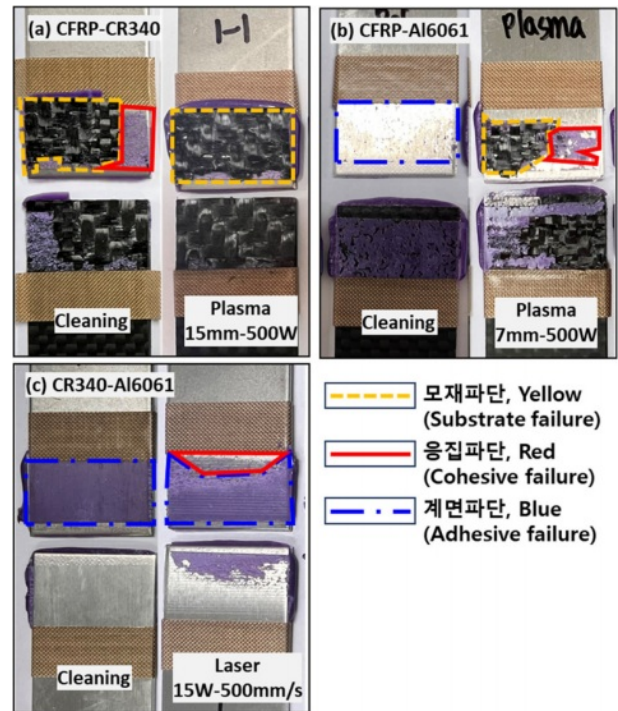 (a) CFRP-CR340
1-1
Cleaning
Plasma
15mm-500W
(b) CFRP-Al6061
Plasma
Cleaning
Plasma
7mm-500W
(c) CR340-Al6061
Cleaning
Laser
15W-500mm/s
모재파단, Yellow
(Substrate failure)
응집파단, Red
(Cohesive failure)
계면파단, Blue
(Adhesive failure)